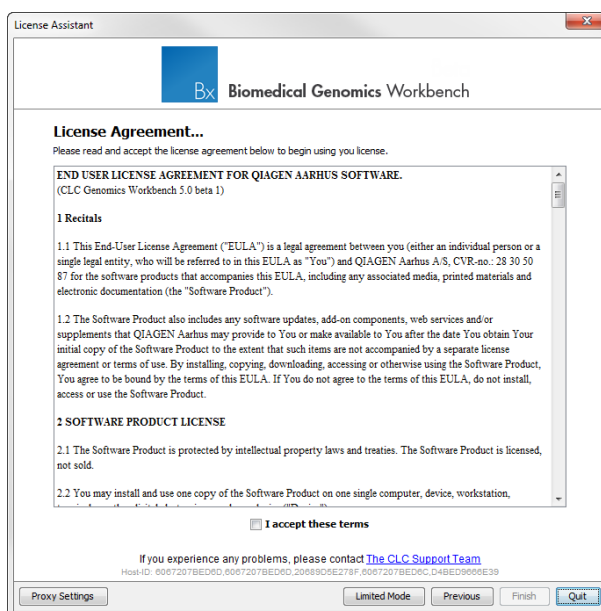 License Assistant
Bx Biomedical Genomics Workbench
License Agreement...
Please read and accept the license agreement below to begin using you license.
END USER LICENSE AGREEMENT FOR QIAGEN AARHUS SOFTWARE.
(CLC Genomics Workbench 5.0 beta 1)
1 Recitals
1.1 This End-User License Agreement ("EULA") is a legal agreement between you (either an individual person or a
single legal entity, who will be referred to in this EULA as "You") and QIAGEN Aarhus A/S, CVR-no.: 28 30 50
87 for the software products that accompanies this EULA, including any associated media, printed materials and
electronic documentation (the "Software Product").
1.2 The Software Product also includes any software updates, add-on components, web services and/or
supplements that QIAGEN Aarhus may provide to You or make available to You after the date You obtain Your
initial copy of the Software Product to the extent that such items are not accompanied by a separate license
agreement or terms of use. By installing, copying, downloading, accessing or otherwise using the Software Product,
You agree to be bound by the terms of this EULA. If You do not agree to the terms of this EULA, do not install,
access or use the Software Product.
2 SOFTWARE PRODUCT LICENSE
2.1 The Software Product is protected by intellectual property laws and treaties. The Software Product is licensed,
not sold.
2.2 You may install and use one copy of the Software Product on one single computer, device, workstation,
I accept these terms
If you experience any problems, please contact The CLC Support Team
Host-ID: 6067207BED6D,6067207BED6D,20689D5E278F,6067207BED6C,D4BED9666E39
Proxy Settings Limited Mode Previous Finish Quit